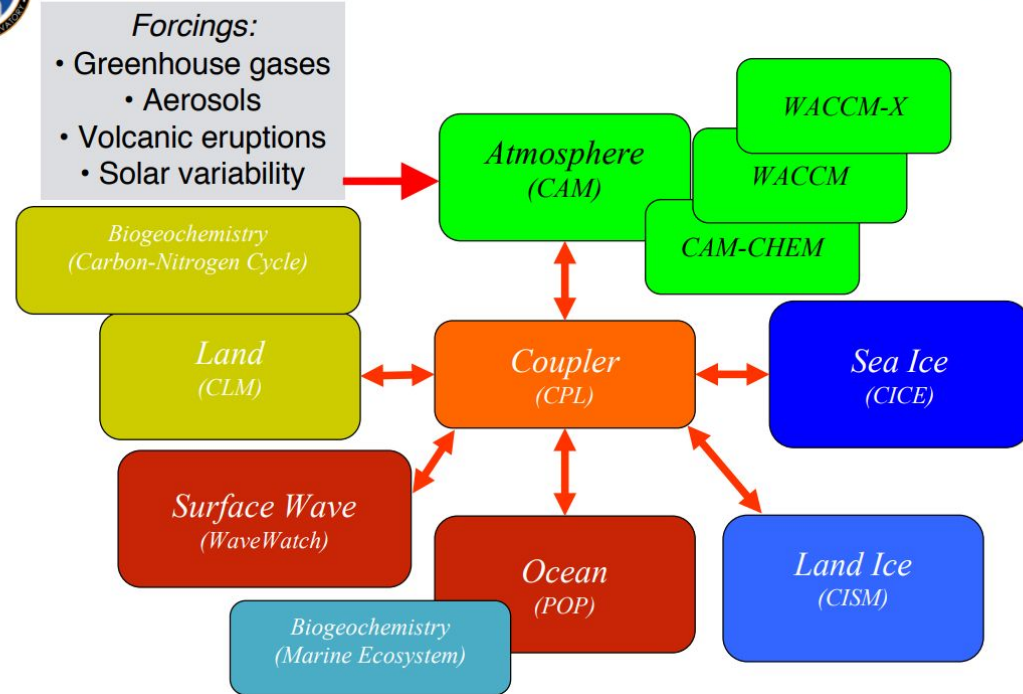 VATORY
Forcings:
• Greenhouse gases
• Aerosols
• Volcanic eruptions
• Solar variability
Atmosphere
(CAM)
WACCM-X
WACCM
CAM-CHEM
Biogeochemistry
(Carbon-Nitrogen Cycle)
Land
(CLM)
Coupler
(CPL)
Sea Ice
(CICE)
Surface Wave
(WaveWatch)
Ocean
(POP)
Land Ice
(CISM)
Biogeochemistry
(Marine Ecosystem)